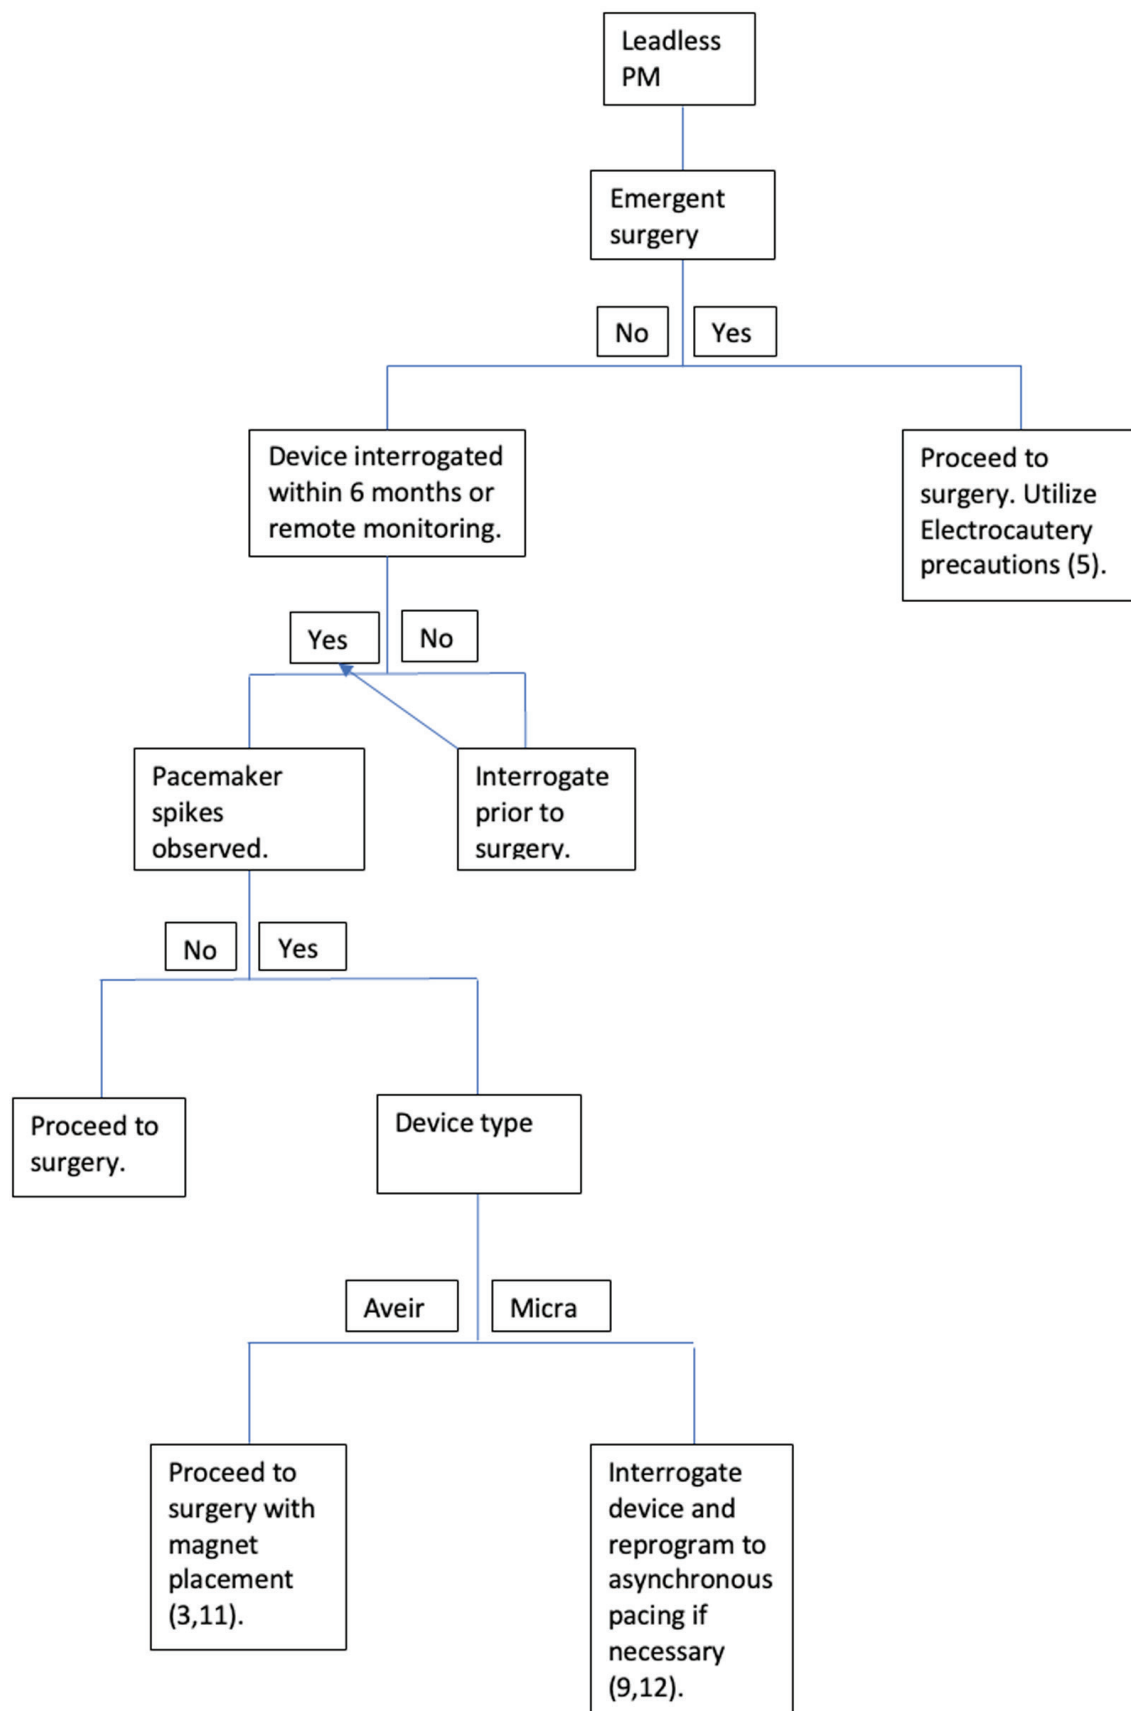 Leadless
PM
Emergent
surgery
No
Yes
Device interrogated
within 6 months or
remote monitoring.
Proceed to
surgery. Utilize
Electrocautery
precautions (5).
Yes
No
Pacemaker
spikes
observed.
Interrogate
prior to
surgery.
No
Yes
Proceed to
surgery.
Device type
Aveir
Micra
Proceed to
surgery with
magnet
placement
(3,11).
Interrogate
device and
reprogram to
asynchronous
pacing if
necessary
(9,12).